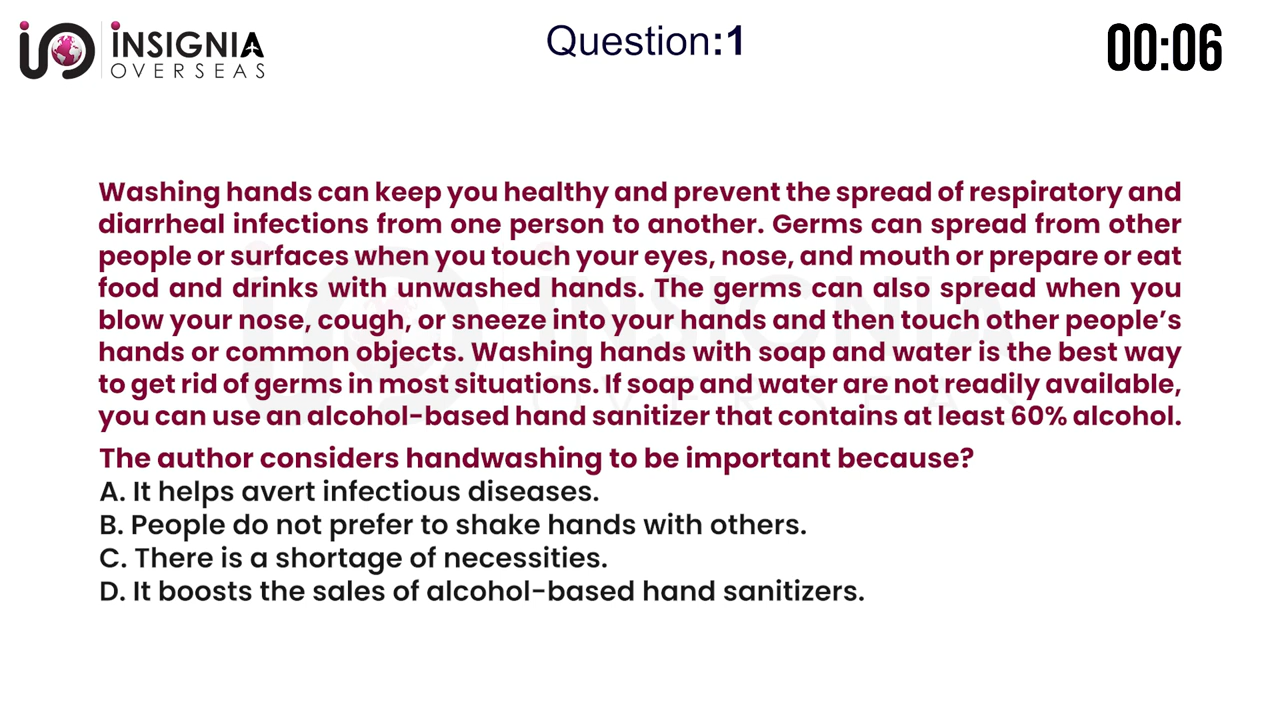 INSIGNIA
OVERSEAS
Question:1
00:06
Washing hands can keep you healthy and prevent the spread of respiratory and
diarrheal infections from one person to another. Germs can spread from other
people or surfaces when you touch your eyes, nose, and mouth or prepare or eat
food and drinks with unwashed hands. The germs can also spread when you
blow your nose, cough, or sneeze into your hands and then touch other people's
hands or common objects. Washing hands with soap and water is the best way
to get rid of germs in most situations. If soap and water are not readily available,
you can use an alcohol-based hand sanitizer that contains at least 60% alcohol.
The author considers handwashing to be important because?
A. It helps avert infectious diseases.
B. People do not prefer to shake hands with others.
C. There is a shortage of necessities.
D. It boosts the sales of alcohol-based hand sanitizers.